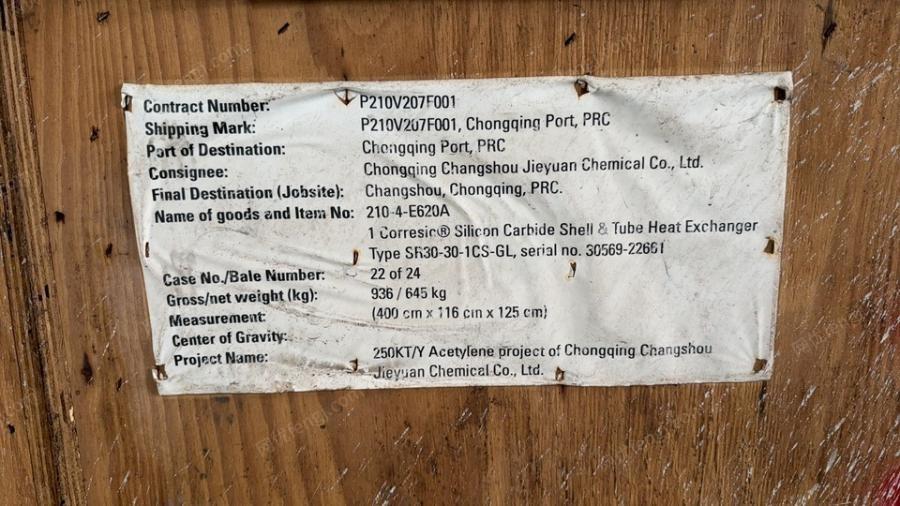 Contract Number: P210V207F001
Shipping Mark: P210V207F001, Chongqing Port, PRC
Port of Destination: Chongqing Port, PRC
Consignee: Chongqing Changshou Jieyuan Chemical Co., Ltd.
Final Destination (Jobsite): Changshou, Chongqing, PRC.
Name of goods and Item No: 210-4-E620A
1 Corresic® Silicon Carbide Shell & Tube Heat Exchanger
Type SR30-30-1CS-GL, serial no. 30569-22661
Case No./Bale Number: 22 of 24
Gross/net weight (kg): 936 / 645 kg
Measurement: (400 cm x 116 cm x 125 cm)
Center of Gravity:
Project Name: 250KT/Y Acetylene project of Chongqing Changshou
Jieyuan Chemical Co., Ltd.